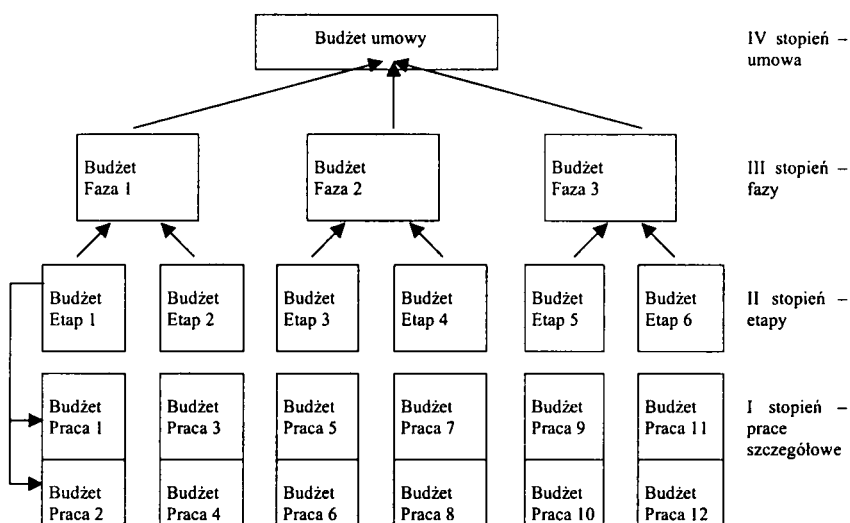 Budżet umowy
IV stopień –
umowa
Budżet
Faza 1
Budżet
Faza 2
Budżet
Faza 3
III stopień –
fazy
Budżet
Etap 1
Budżet
Etap 2
Budżet
Etap 3
Budżet
Etap 4
Budżet
Etap 5
Budżet
Etap 6
II stopień –
etapy
Budżet
Praca 1
Budżet
Praca 3
Budżet
Praca 5
Budżet
Praca 7
Budżet
Praca 9
Budżet
Praca 11
I stopień –
prace
szczegółowe
Budżet
Praca 2
Budżet
Praca 4
Budżet
Praca 6
Budżet
Praca 8
Budżet
Praca 10
Budżet
Praca 12